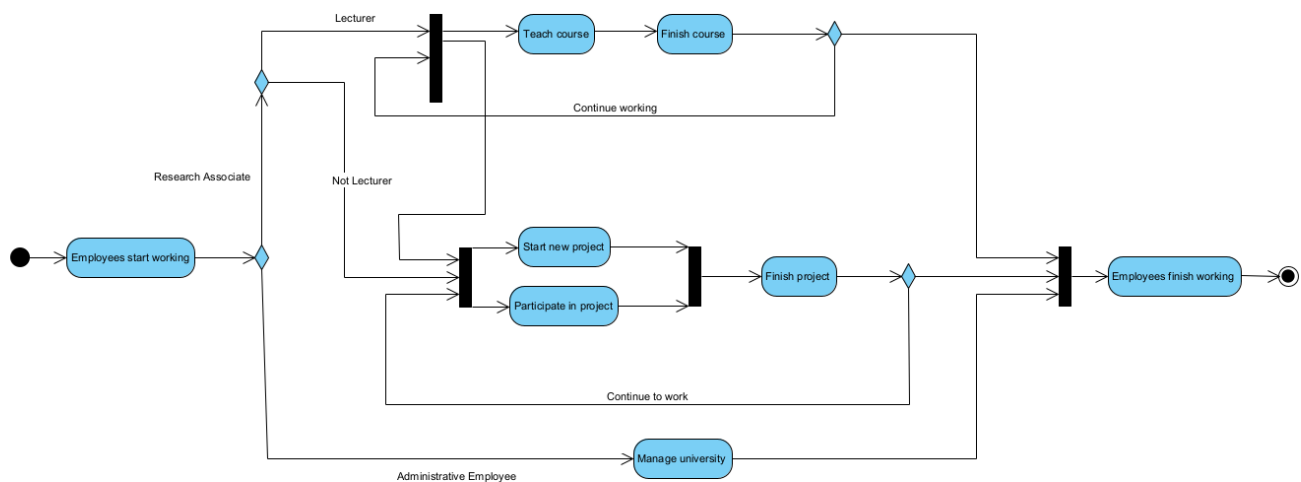 Lecturer
Teach course
Finish course
Continue working
Research Associate
Not Lecturer
Employees start working
Start new project
Participate in project
Finish project
Employees finish working
Continue to work
Manage university
Administrative Employee